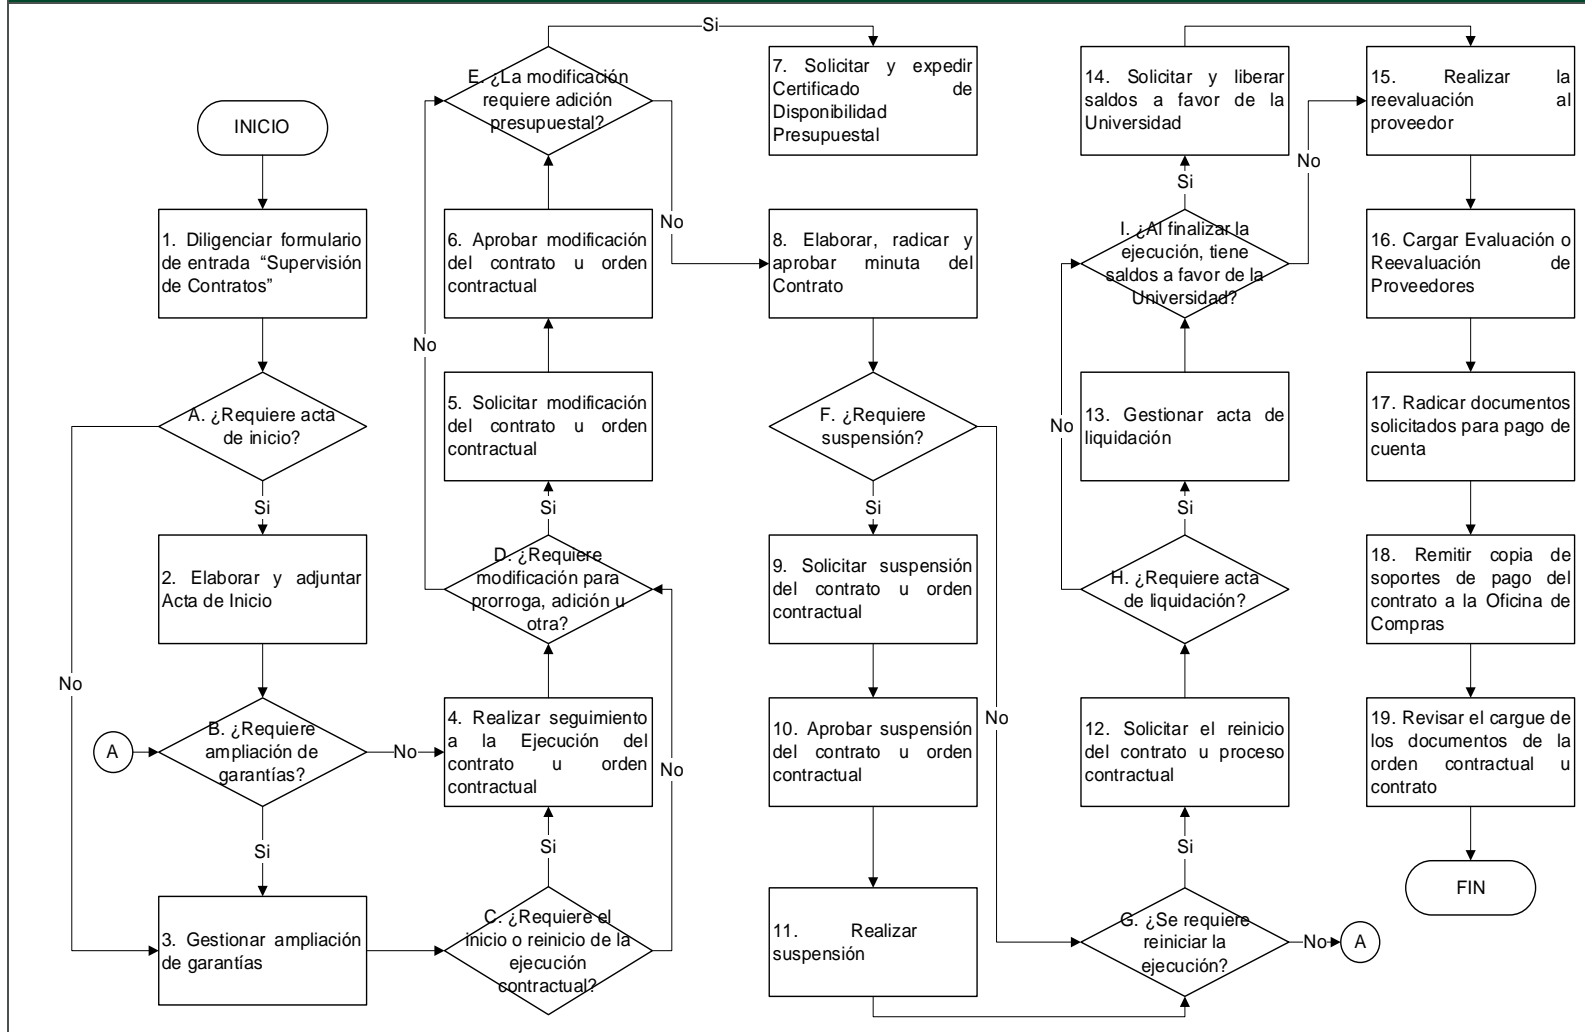 INICIO
1. Diligenciar formulario
de entrada “Supervisión
de Contratos”
A. ¿Requiere acta
de inicio?
Si
No
2. Elaborar y adjuntar
Acta de Inicio
A
B. ¿Requiere
ampliación de
garantías?
No
Si
3. Gestionar ampliación
de garantías
C. ¿Requiere el
inicio o reinicio de la
ejecución
contractual?
Si
No
4. Realizar seguimiento
a la Ejecución del
contrato u orden
contractual
D. ¿Requiere
modificación para
prorroga, adición u
otra?
Si
No
5. Solicitar modificación
del contrato u orden
contractual
6. Aprobar modificación
del contrato u orden
contractual
E. ¿La modificación
requiere adición
presupuestal?
Si
No
7. Solicitar y expedir
Certificado de
Disponibilidad
Presupuestal
8. Elaborar, radicar y
aprobar minuta del
Contrato
F. ¿Requiere
suspensión?
Si
No
9. Solicitar suspensión
del contrato u orden
contractual
10. Aprobar suspensión
del contrato u orden
contractual
11. Realizar
suspensión
G. ¿Se requiere
reiniciar la
ejecución?
No
A
Si
12. Solicitar el reinicio
del contrato u proceso
contractual
H. ¿Requiere acta
de liquidación?
Si
No
13. Gestionar acta de
liquidación
I. ¿Al finalizar la
ejecución, tiene
saldos a favor de la
Universidad?
Si
No
14. Solicitar y liberar
saldos a favor de la
Universidad
15. Realizar la
reevaluación al
proveedor
16. Cargar Evaluación o
Reevaluación de
Proveedores
17. Radicar documentos
solicitados para pago de
cuenta
18. Remitir copia de
soportes de pago del
contrato a la Oficina de
Compras
19. Revisar el cargue de
los documentos de la
orden contractual u
contrato
FIN